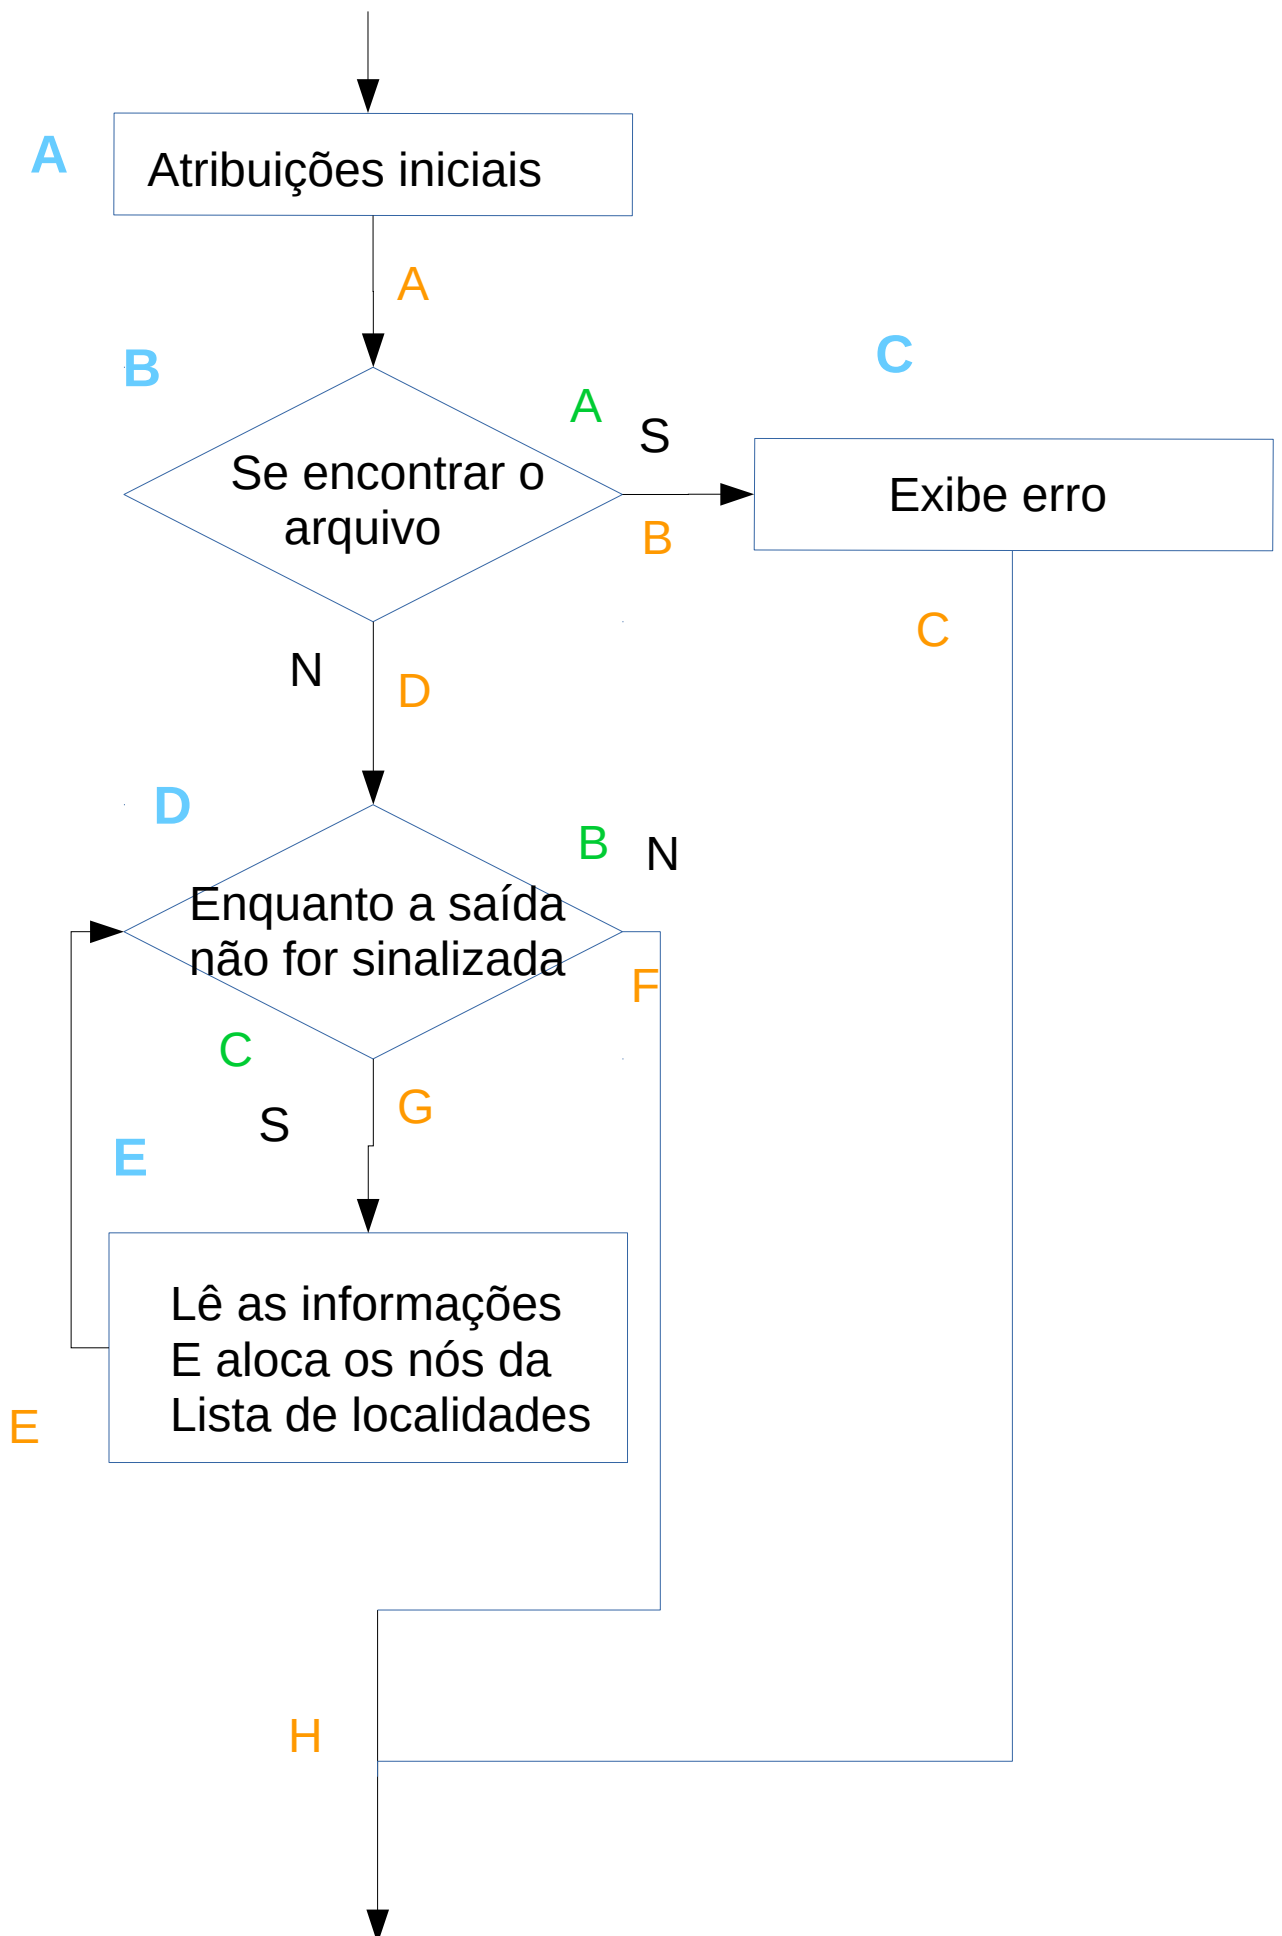 A
Atribuições iniciais
A
B
C
A
S
Se encontrar o
arquivo
Exibe erro
B
C
N
D
D
B
N
Enquanto a saída
não for sinalizada
F
C
G
S
E
Lê as informações
E aloca os nós da
Lista de localidades
E
H